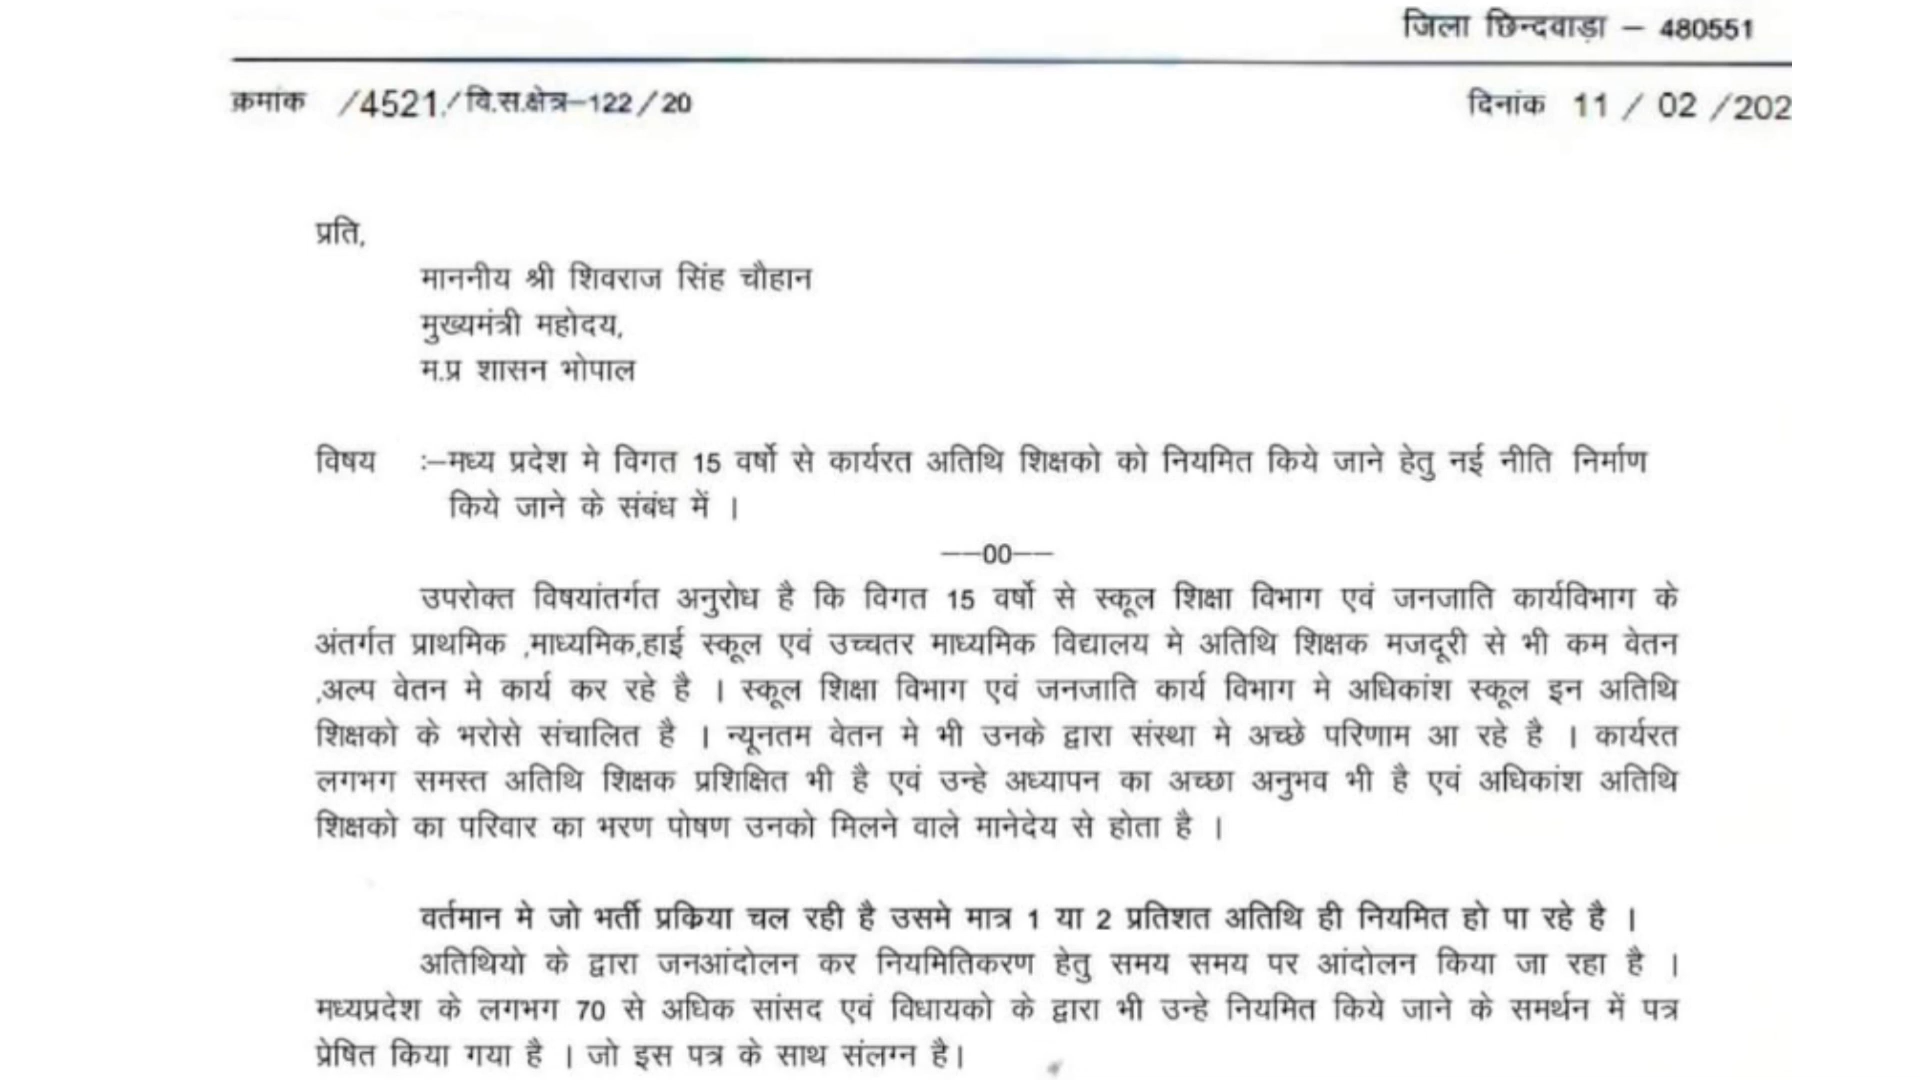 जिला छिन्दवाड़ा – 480551
क्रमांक /4521/वि.स.क्षेत्र–122/20
दिनांक 11 / 02 /202
प्रति,
माननीय श्री शिवराज सिंह चौहान
मुख्यमंत्री महोदय,
म.प्र शासन भोपाल
विषय :–मध्य प्रदेश मे विगत 15 वर्षो से कार्यरत अतिथि शिक्षको को नियमित किये जाने हेतु नई नीति निर्माण
किये जाने के संबंध में ।
––00––
उपरोक्त विषयांतर्गत अनुरोध है कि विगत 15 वर्षो से स्कूल शिक्षा विभाग एवं जनजाति कार्यविभाग के
अंतर्गत प्राथमिक ,माध्यमिक,हाई स्कूल एवं उच्चतर माध्यमिक विद्यालय मे अतिथि शिक्षक मजदूरी से भी कम वेतन
,अल्प वेतन मे कार्य कर रहे है । स्कूल शिक्षा विभाग एवं जनजाति कार्य विभाग मे अधिकांश स्कूल इन अतिथि
शिक्षको के भरोसे संचालित है । न्यूनतम वेतन मे भी उनके द्वारा संस्था मे अच्छे परिणाम आ रहे है । कार्यरत
लगभग समस्त अतिथि शिक्षक प्रशिक्षित भी है एवं उन्हे अध्यापन का अच्छा अनुभव भी है एवं अधिकांश अतिथि
शिक्षको का परिवार का भरण पोषण उनको मिलने वाले मानेदेय से होता है ।
वर्तमान मे जो भर्ती प्रकिया चल रही है उसमे मात्र 1 या 2 प्रतिशत अतिथि ही नियमित हो पा रहे है ।
अतिथियो के द्वारा जनआंदोलन कर नियमितिकरण हेतु समय समय पर आंदोलन किया जा रहा है ।
मध्यप्रदेश के लगभग 70 से अधिक सांसद एवं विधायको के द्वारा भी उन्हे नियमित किये जाने के समर्थन में पत्र
प्रेषित किया गया है । जो इस पत्र के साथ संलग्न है।